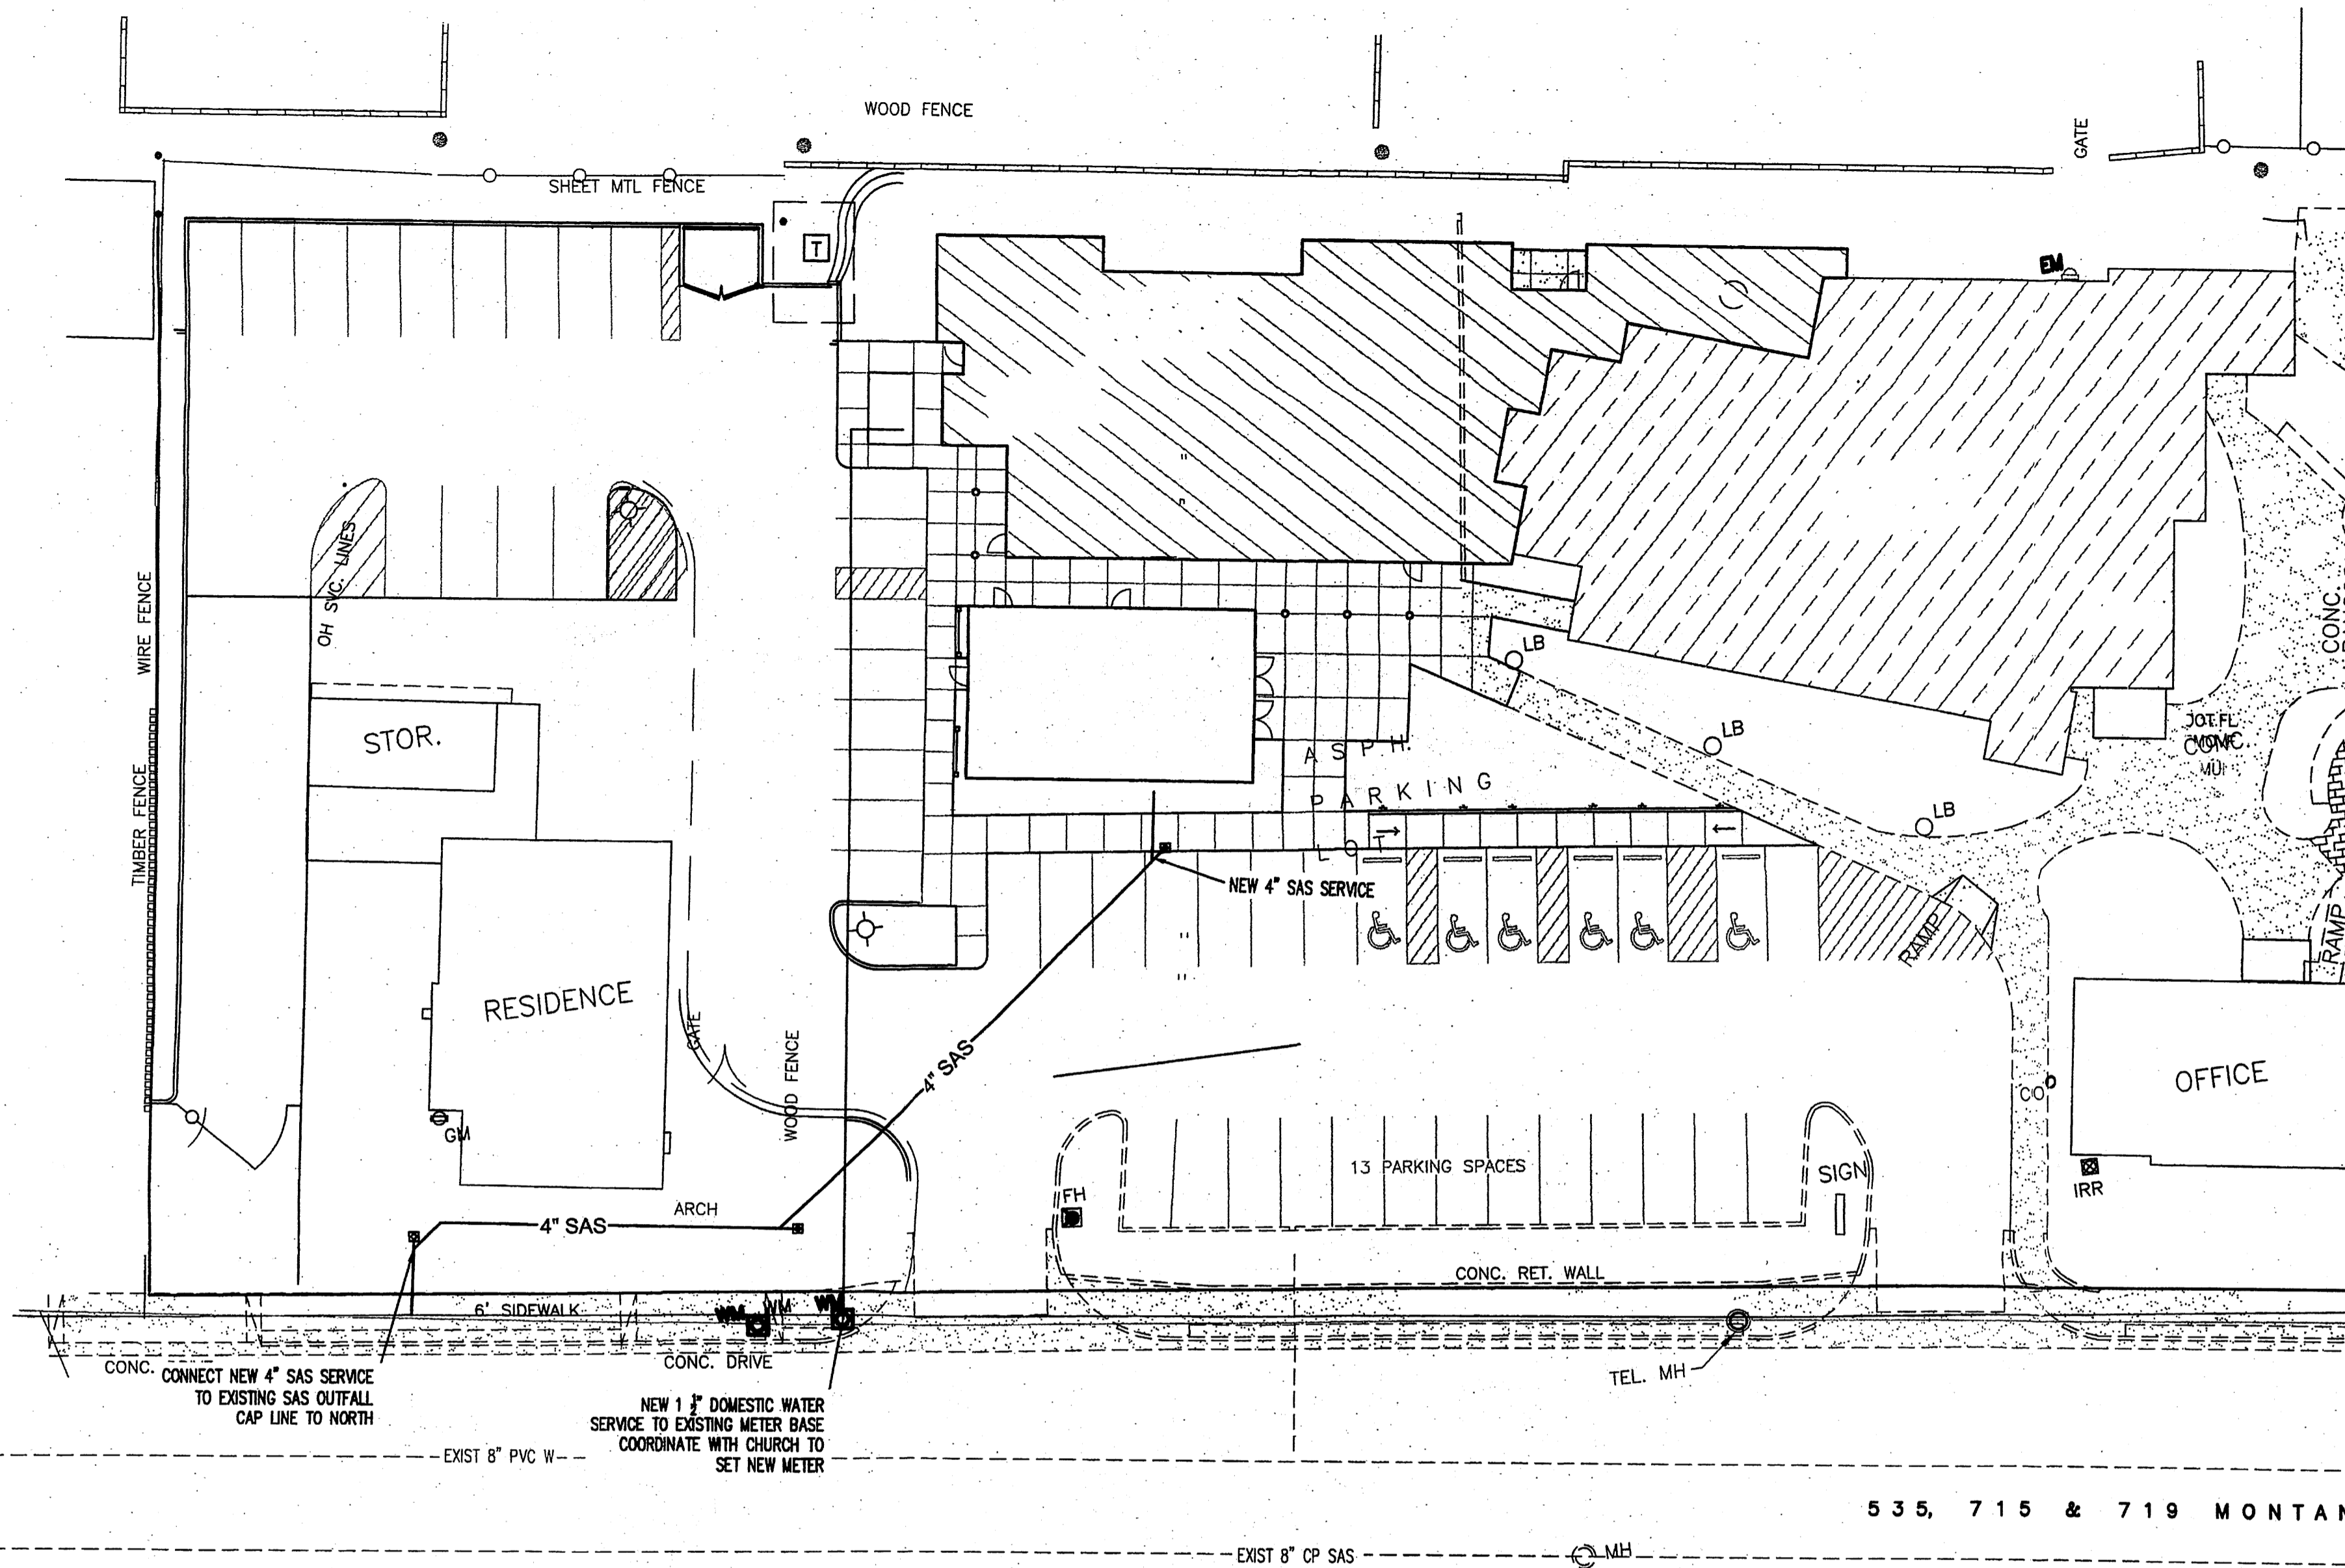 WOOD FENCE
GATE
SHEET MTL FENCE
T
EM
OH SVC. LINES
WIRE FENCE
TIMBER FENCE
STOR.
LB
LB
LB
CONC.
ASPH.
PARKING
LOT
NEW 4" SAS SERVICE
RAMP
RAMP
RESIDENCE
GATE
WOOD FENCE
4" SAS
OFFICE
CO
GM
13 PARKING SPACES
SIGN
FH
IRR
ARCH
4" SAS
CONC. RET. WALL
6' SIDEWALK
WM
WM
WM
CONC.
CONC. DRIVE
TEL. MH
CONNECT NEW 4" SAS SERVICE
TO EXISTING SAS OUTFALL
CAP LINE TO NORTH
NEW 1 1/2" DOMESTIC WATER
SERVICE TO EXISTING METER BASE
COORDINATE WITH CHURCH TO
SET NEW METER
EXIST 8" PVC W
535, 715 & 719 MONTAN
EXIST 8" CP SAS
MH